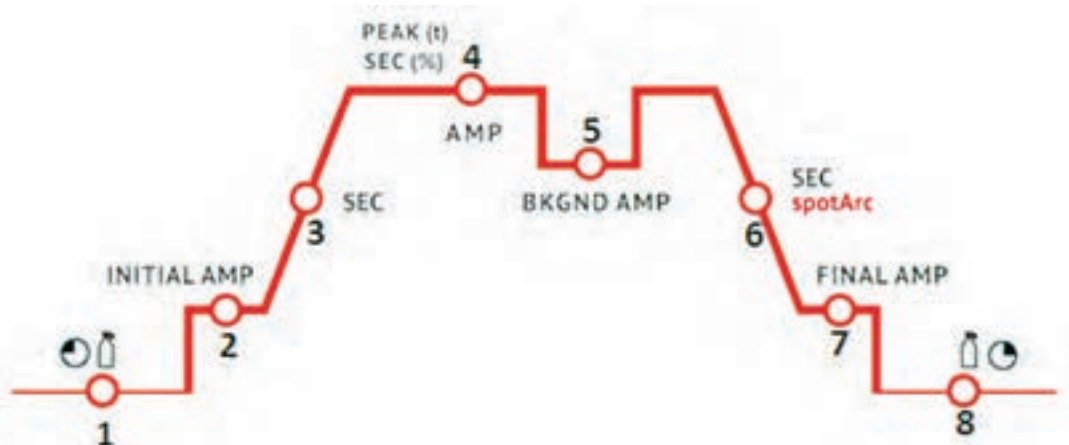 PEAK (t)
SEC (%)
4
AMP
5
BKGND AMP
SEC
3
SEC
spotArc
6
INITIAL AMP
2
FINAL AMP
7
1
8